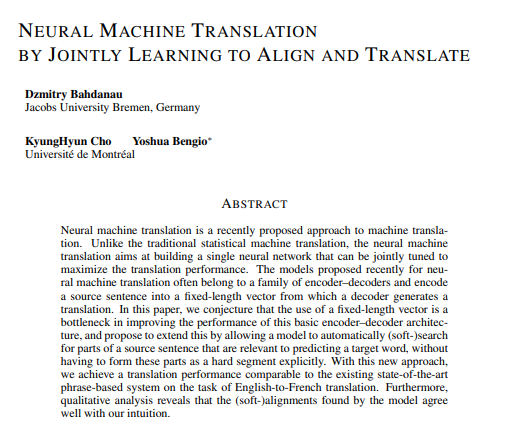 NEURAL MACHINE TRANSLATION
BY JOINTLY LEARNING TO ALIGN AND TRANSLATE
Dzmitry Bahdanau
Jacobs University Bremen, Germany
KyungHyun Cho Yoshua Bengio*
Université de Montréal
ABSTRACT
Neural machine translation is a recently proposed approach to machine transla-
tion. Unlike the traditional statistical machine translation, the neural machine
translation aims at building a single neural network that can be jointly tuned to
maximize the translation performance. The models proposed recently for neu-
ral machine translation often belong to a family of encoder–decoders and encode
a source sentence into a fixed-length vector from which a decoder generates a
translation. In this paper, we conjecture that the use of a fixed-length vector is a
bottleneck in improving the performance of this basic encoder–decoder architec-
ture, and propose to extend this by allowing a model to automatically (soft-)search
for parts of a source sentence that are relevant to predicting a target word, without
having to form these parts as a hard segment explicitly. With this new approach,
we achieve a translation performance comparable to the existing state-of-the-art
phrase-based system on the task of English-to-French translation. Furthermore,
qualitative analysis reveals that the (soft-)alignments found by the model agree
well with our intuition.